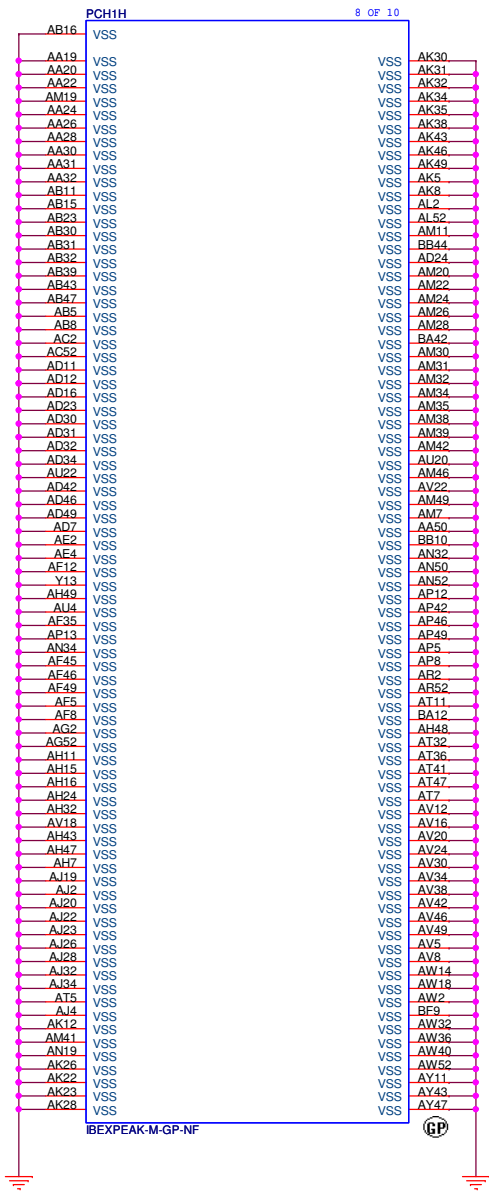 PCH1H 8 OF 10
AB16 VSS
AA19 VSS VSS AK30
AA20 VSS VSS AK31
AA22 VSS VSS AK32
AM19 VSS VSS AK34
AA24 VSS VSS AK35
AA26 VSS VSS AK38
AA28 VSS VSS AK43
AA30 VSS VSS AK46
AA31 VSS VSS AK49
AA32 VSS VSS AK5
AB11 VSS VSS AK8
AB15 VSS VSS AL2
AB23 VSS VSS AL52
AB30 VSS VSS AM11
AB31 VSS VSS BB44
AB32 VSS VSS AD24
AB39 VSS VSS AM20
AB43 VSS VSS AM22
AB47 VSS VSS AM24
AB5 VSS VSS AM26
AB8 VSS VSS AM28
AC2 VSS VSS BA42
AC52 VSS VSS AM30
AD11 VSS VSS AM31
AD12 VSS VSS AM32
AD16 VSS VSS AM34
AD23 VSS VSS AM35
AD30 VSS VSS AM38
AD31 VSS VSS AM39
AD32 VSS VSS AM42
AD34 VSS VSS AU20
AU22 VSS VSS AM46
AD42 VSS VSS AV22
AD46 VSS VSS AM49
AD49 VSS VSS AM7
AD7 VSS VSS AA50
AE2 VSS VSS BB10
AE4 VSS VSS AN32
AF12 VSS VSS AN50
Y13 VSS VSS AN52
AH49 VSS VSS AP12
AU4 VSS VSS AP42
AF35 VSS VSS AP46
AP13 VSS VSS AP49
AN34 VSS VSS AP5
AF45 VSS VSS AP8
AF46 VSS VSS AR2
AF49 VSS VSS AR52
AF5 VSS VSS AT11
AF8 VSS VSS BA12
AG2 VSS VSS AH48
AG52 VSS VSS AT32
AH11 VSS VSS AT36
AH15 VSS VSS AT41
AH16 VSS VSS AT47
AH24 VSS VSS AT7
AH32 VSS VSS AV12
AV18 VSS VSS AV16
AH43 VSS VSS AV20
AH47 VSS VSS AV24
AH7 VSS VSS AV30
AJ19 VSS VSS AV34
AJ2 VSS VSS AV38
AJ20 VSS VSS AV42
AJ22 VSS VSS AV46
AJ23 VSS VSS AV49
AJ26 VSS VSS AV5
AJ28 VSS VSS AV8
AJ32 VSS VSS AW14
AJ34 VSS VSS AW18
AT5 VSS VSS AW2
AJ4 VSS VSS BF9
AK12 VSS VSS AW32
AM41 VSS VSS AW36
AN19 VSS VSS AW40
AK26 VSS VSS AW52
AK22 VSS VSS AY11
AK23 VSS VSS AY43
AK28 VSS VSS AY47
IBEXPEAK-M-GP-NF GP